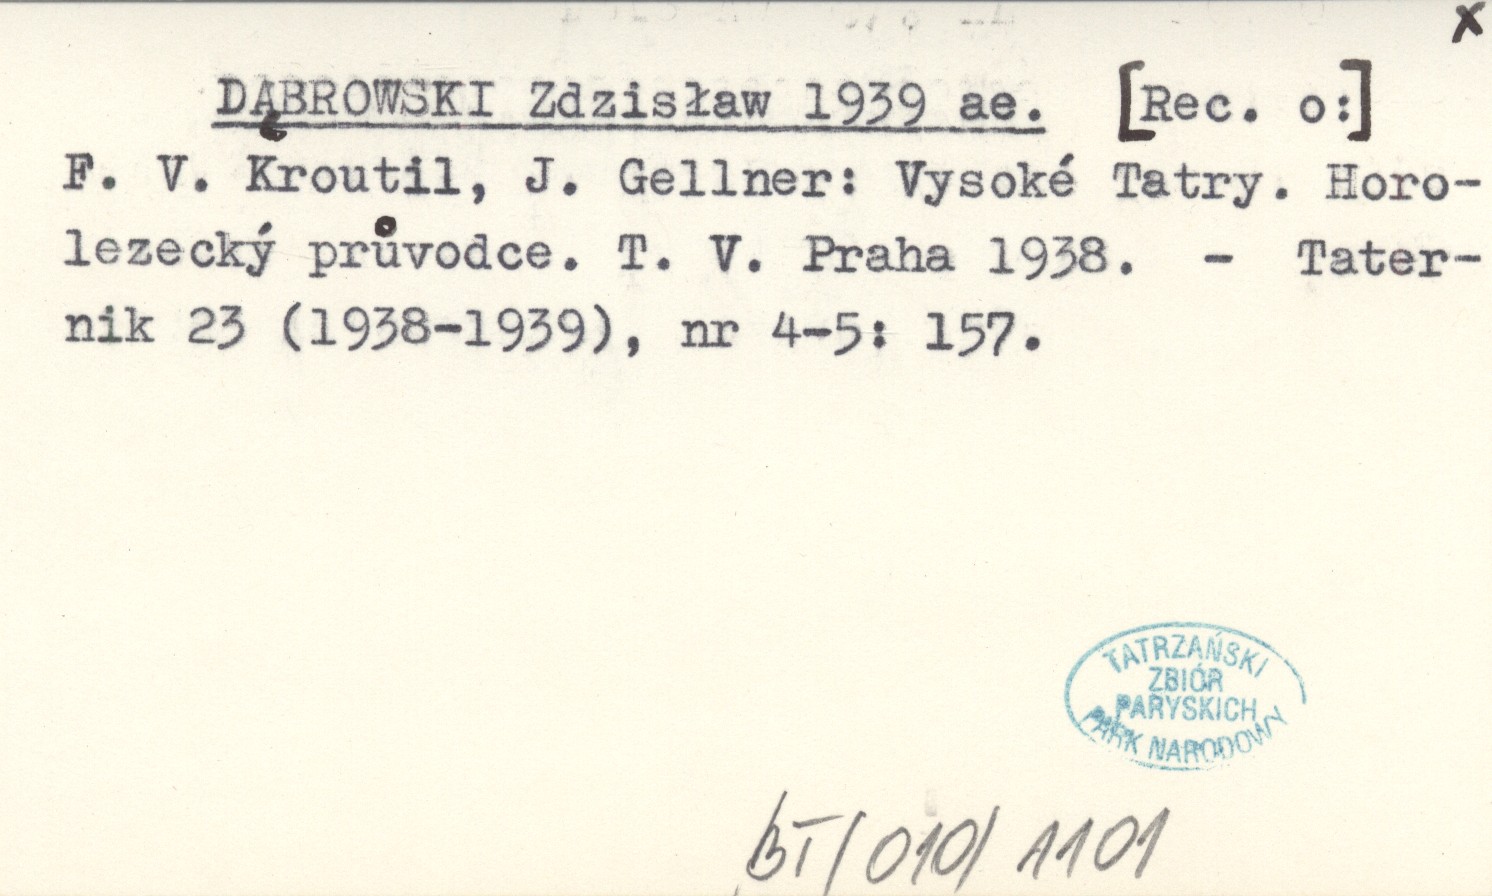 x
DĄBROWSKI Zdzisław 1939 ae. [Rec. o:]
F. V. Kroutil, J. Gellner: Vysoké Tatry. Horo-
lezecký průvodce. T. V. Praha 1938. - Tater-
nik 23 (1938-1939), nr 4-5: 157.
TATRZAŃSKI
ZBIÓR
PARYSKICH
PARK NARODOWY
BT/010/1101